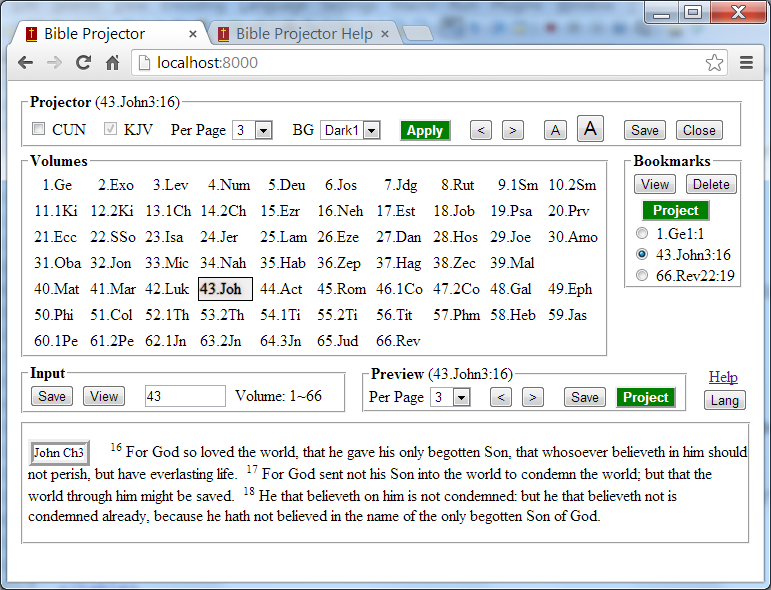 Bible Projector × Bible Projector Help ×
localhost:8000
Projector (43.John3:16)
CUN KJV Per Page 3 BG Dark1 Apply < > A A Save Close
Volumes
1.Ge 2.Exo 3.Lev 4.Num 5.Deu 6.Jos 7.Jdg 8.Rut 9.1Sm 10.2Sm
11.1Ki 12.2Ki 13.1Ch 14.2Ch 15.Ezr 16.Neh 17.Est 18.Job 19.Psa 20.Prv
21.Ecc 22.SSo 23.Isa 24.Jer 25.Lam 26.Eze 27.Dan 28.Hos 29.Joe 30.Amo
31.Oba 32.Jon 33.Mic 34.Nah 35.Hab 36.Zep 37.Hag 38.Zec 39.Mal
40.Mat 41.Mar 42.Luk 43.Joh 44.Act 45.Rom 46.1Co 47.2Co 48.Gal 49.Eph
50.Phi 51.Col 52.1Th 53.2Th 54.1Ti 55.2Ti 56.Tit 57.Phm 58.Heb 59.Jas
60.1Pe 61.2Pe 62.1Jn 63.2Jn 64.3Jn 65.Jud 66.Rev
Bookmarks
View Delete
Project
1.Ge1:1
43.John3:16
66.Rev22:19
Input
Save View 43 Volume: 1~66
Preview (43.John3:16)
Per Page 3 < > Save Project
Help
Lang
John Ch3 16 For God so loved the world, that he gave his only begotten Son, that whosoever believeth in him should
not perish, but have everlasting life. 17 For God sent not his Son into the world to condemn the world; but that the
world through him might be saved. 18 He that believeth on him is not condemned: but he that believeth not is
condemned already, because he hath not believed in the name of the only begotten Son of God.